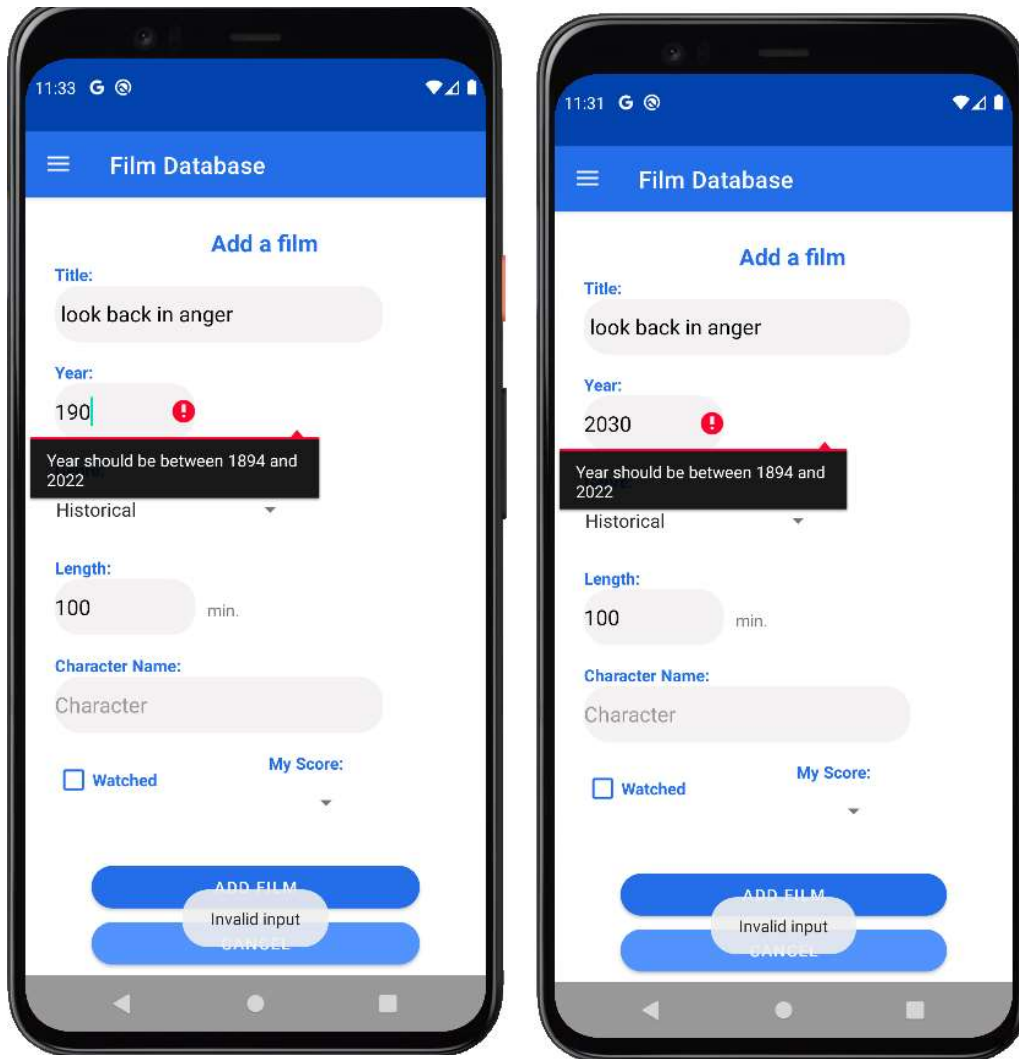 11:33 G
Film Database
Add a film
Title:
look back in anger
Year:
190
Year should be between 1894 and
2022
Historical
Length:
100 min.
Character Name:
Character
Watched
My Score:
ADD FILM
Invalid input
CANCEL
11:31 G
Film Database
Add a film
Title:
look back in anger
Year:
2030
Year should be between 1894 and
2022
Historical
Length:
100 min.
Character Name:
Character
Watched
My Score:
ADD FILM
Invalid input
CANCEL